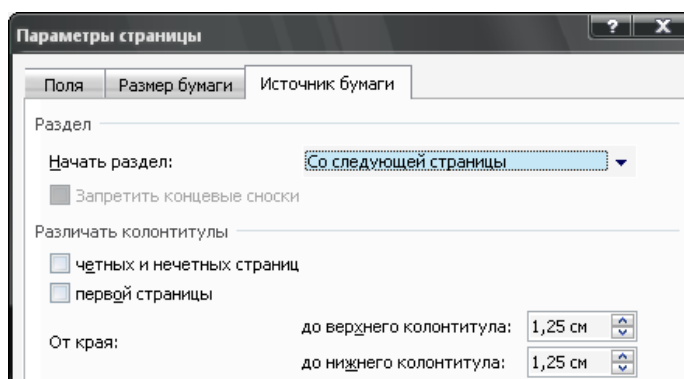 Параметры страницы
? X
Поля Размер бумаги Источник бумаги
Раздел
Начать раздел: Со следующей страницы
Запретить концевые сноски
Различать колонтитулы
четных и нечетных страниц
первой страницы
От края:
до верхнего колонтитула: 1,25 см
до нижнего колонтитула: 1,25 см